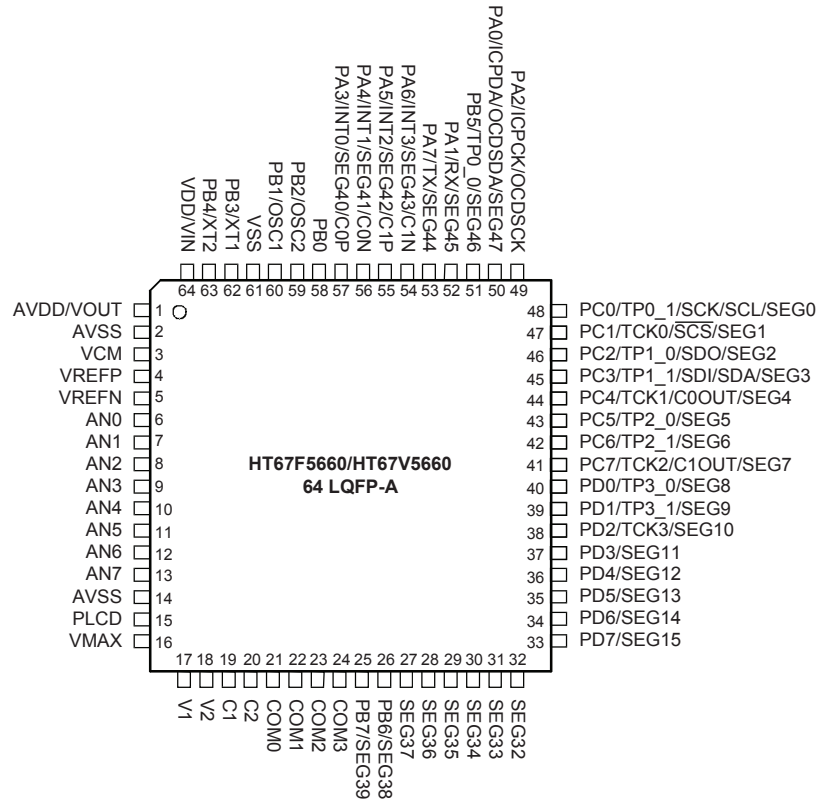 PA2/ICPCK/OCDSCK
PA0/ICPDA/OCDSDA/SEG47
PB5/TP0_0/SEG46
PA1/RX/SEG45
PA7/TX/SEG44
PA6/INT3/SEG43/C1N
PA5/INT2/SEG42/C1P
PA4/INT1/SEG41/C0N
PA3/INT0/SEG40/C0P
PB0
PB2/OSC2
PB1/OSC1
VSS
PB3/XT1
PB4/XT2
VDD/VIN
64 63 62 61 60 59 58 57 56 55 54 53 52 51 50 49
AVDD/VOUT 1
AVSS 2
VCM 3
VREFP 4
VREFN 5
AN0 6
AN1 7
AN2 8
AN3 9
AN4 10
AN5 11
AN6 12
AN7 13
AVSS 14
PLCD 15
VMAX 16
HT67F5660/HT67V5660
64 LQFP-A
48 PC0/TP0_1/SCK/SCL/SEG0
47 PC1/TCK0/SCS/SEG1
46 PC2/TP1_0/SDO/SEG2
45 PC3/TP1_1/SDI/SDA/SEG3
44 PC4/TCK1/C0OUT/SEG4
43 PC5/TP2_0/SEG5
42 PC6/TP2_1/SEG6
41 PC7/TCK2/C1OUT/SEG7
40 PD0/TP3_0/SEG8
39 PD1/TP3_1/SEG9
38 PD2/TCK3/SEG10
37 PD3/SEG11
36 PD4/SEG12
35 PD5/SEG13
34 PD6/SEG14
33 PD7/SEG15
17 18 19 20 21 22 23 24 25 26 27 28 29 30 31 32
V1
V2
C1
C2
COM0
COM1
COM2
COM3
PB7/SEG39
PB6/SEG38
SEG37
SEG36
SEG35
SEG34
SEG33
SEG32